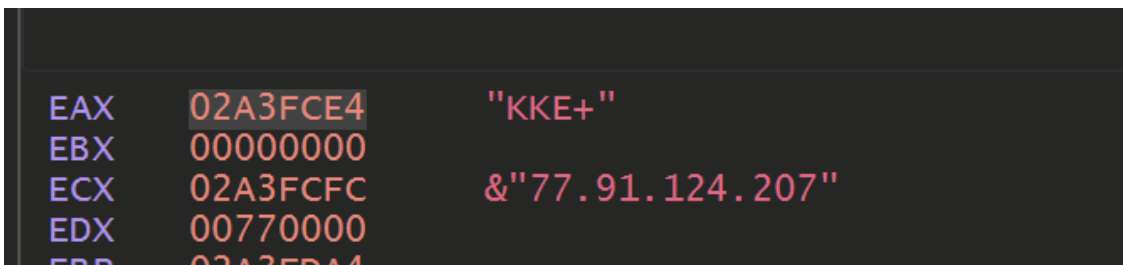 EAX 02A3FCE4 "KKE+"
EBX 00000000
ECX 02A3FCFC &"77.91.124.207"
EDX 00770000